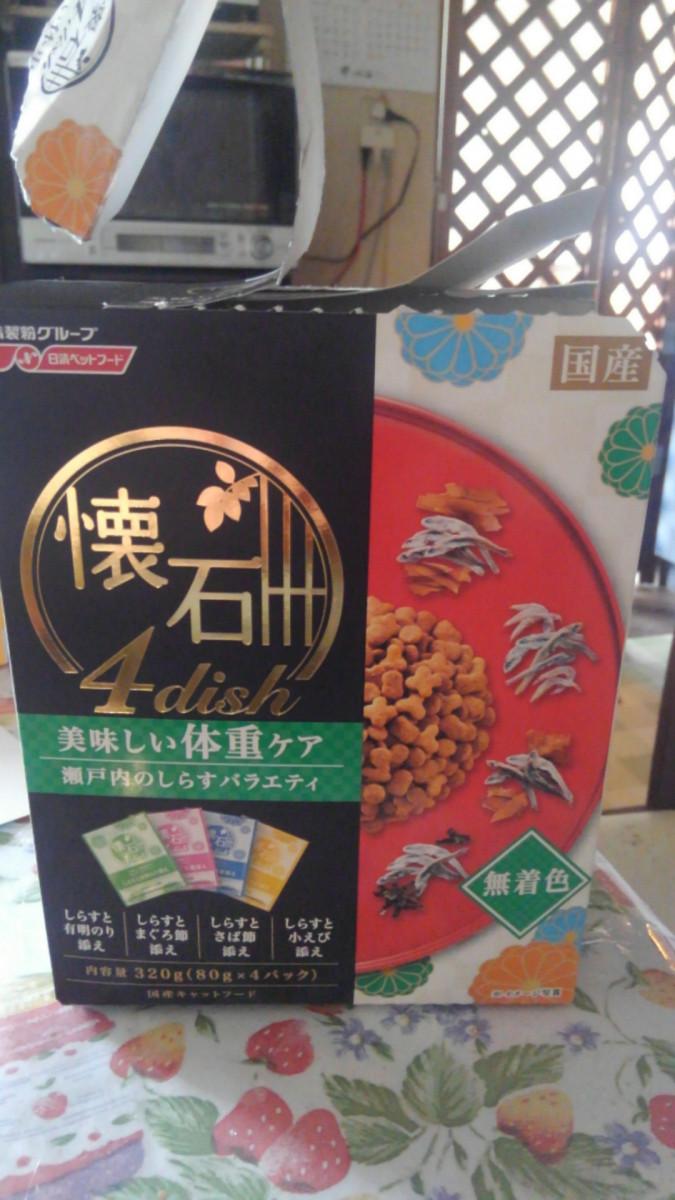 製粉グループ
日清ペットフード
国産
懐石
4dish
美味しい体重ケア
瀬戸内のしらすバラエティ
しらすと
有明のり
添え
しらすと
まぐろ節
添え
しらすと
さば節
添え
しらすと
小えび
添え
内容量 320g(80g×4パック)
国産キャットフード
無着色